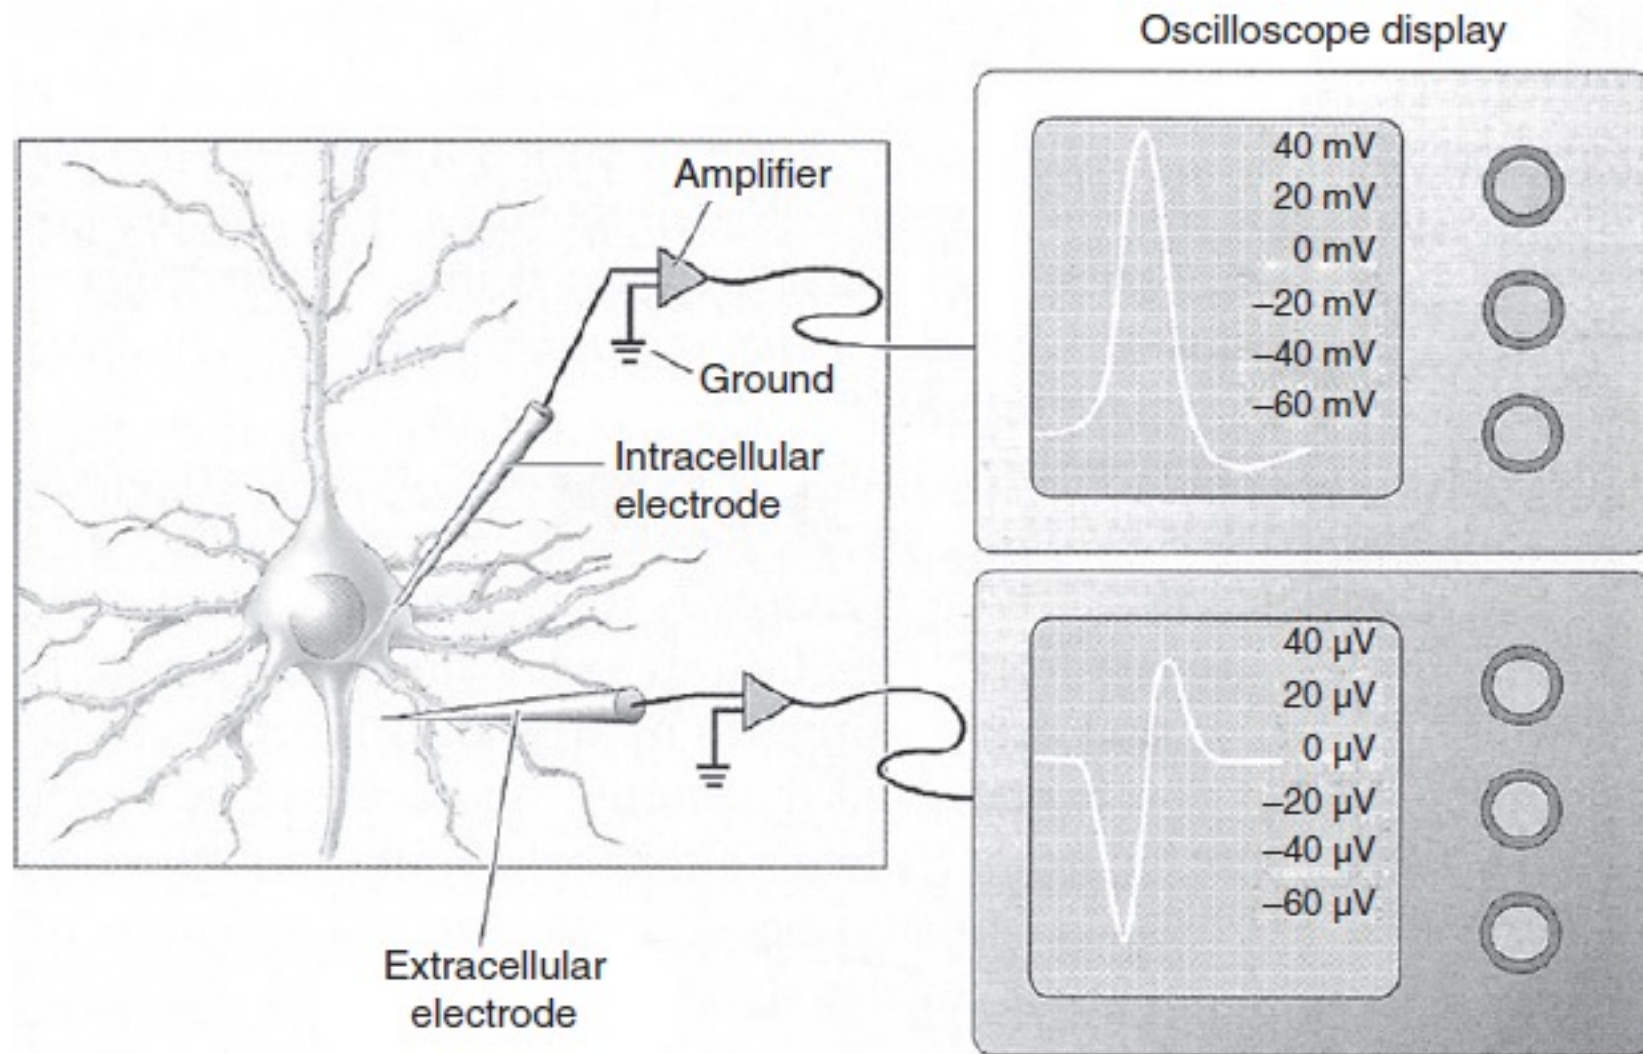 Oscilloscope display
Amplifier
Ground
Intracellular
electrode
40 mV
20 mV
0 mV
–20 mV
–40 mV
–60 mV
Extracellular
electrode
40 µV
20 µV
0 µV
–20 µV
–40 µV
–60 µV